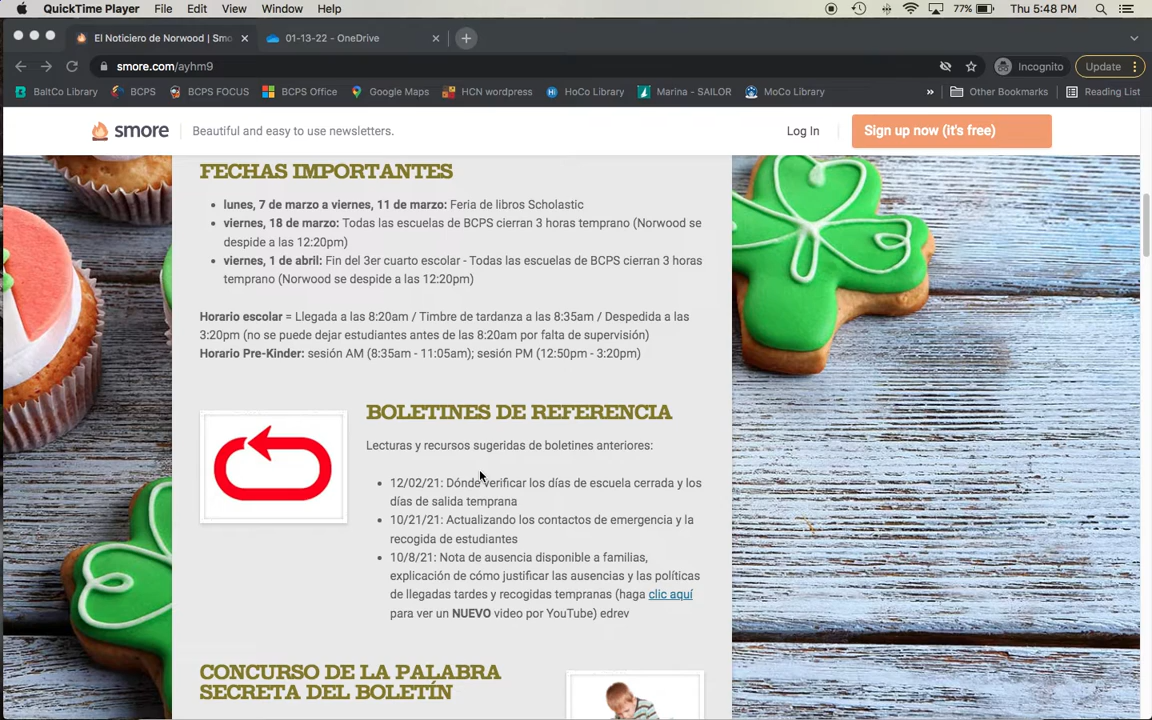 QuickTime Player File Edit View Window Help 77% Thu 5:48 PM
El Noticiero de Norwood | Smo 01-13-22 - OneDrive
smore.com/ayhm9 Incognito Update
BaltCo Library BCPS BCPS FOCUS BCPS Office Google Maps HCN wordpress HoCo Library Marina - SAILOR MoCo Library » Other Bookmarks Reading List
smore Beautiful and easy to use newsletters. Log In Sign up now (it's free)
FECHAS IMPORTANTES
• lunes, 7 de marzo a viernes, 11 de marzo: Feria de libros Scholastic
• viernes, 18 de marzo: Todas las escuelas de BCPS cierran 3 horas temprano (Norwood se
despide a las 12:20pm)
• viernes, 1 de abril: Fin del 3er cuarto escolar - Todas las escuelas de BCPS cierran 3 horas
temprano (Norwood se despide a las 12:20pm)
Horario escolar = Llegada a las 8:20am / Timbre de tardanza a las 8:35am / Despedida a las
3:20pm (no se puede dejar estudiantes antes de las 8:20am por falta de supervisión)
Horario Pre-Kinder: sesión AM (8:35am - 11:05am); sesión PM (12:50pm - 3:20pm)
BOLETINES DE REFERENCIA
Lecturas y recursos sugeridas de boletines anteriores:
• 12/02/21: Dónde verificar los días de escuela cerrada y los
días de salida temprana
• 10/21/21: Actualizando los contactos de emergencia y la
recogida de estudiantes
• 10/8/21: Nota de ausencia disponible a familias,
explicación de cómo justificar las ausencias y las políticas
de llegadas tardes y recogidas tempranas (haga clic aquí
para ver un NUEVO video por YouTube) edrev
CONCURSO DE LA PALABRA
SECRETA DEL BOLETÍN